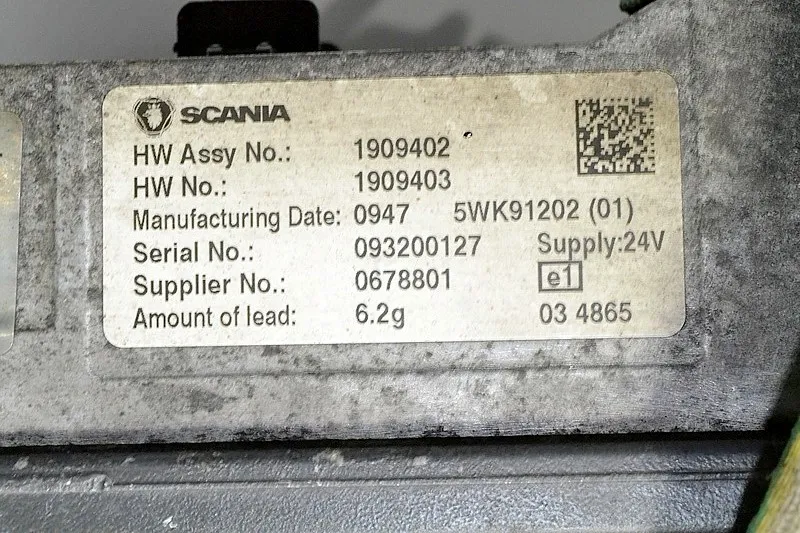 SCANIA
HW Assy No.: 1909402
HW No.: 1909403
Manufacturing Date: 0947 5WK91202 (01)
Serial No.: 093200127 Supply:24V
Supplier No.: 0678801 e1
Amount of lead: 6.2g 03 4865